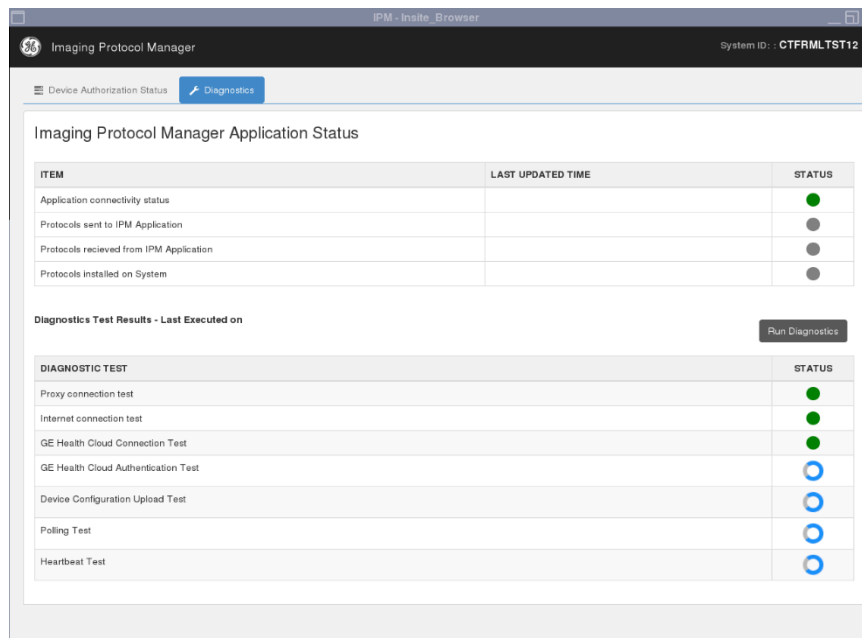 IPM - Insite_Browser
Imaging Protocol Manager
System ID: : CTFRMLTST12
Device Authorization Status
Diagnostics
Imaging Protocol Manager Application Status
ITEM LAST UPDATED TIME STATUS
Application connectivity status
Protocols sent to IPM Application
Protocols recieved from IPM Application
Protocols installed on System
Diagnostics Test Results - Last Executed on
Run Diagnostics
DIAGNOSTIC TEST STATUS
Proxy connection test
Internet connection test
GE Health Cloud Connection Test
GE Health Cloud Authentication Test
Device Configuration Upload Test
Polling Test
Heartbeat Test